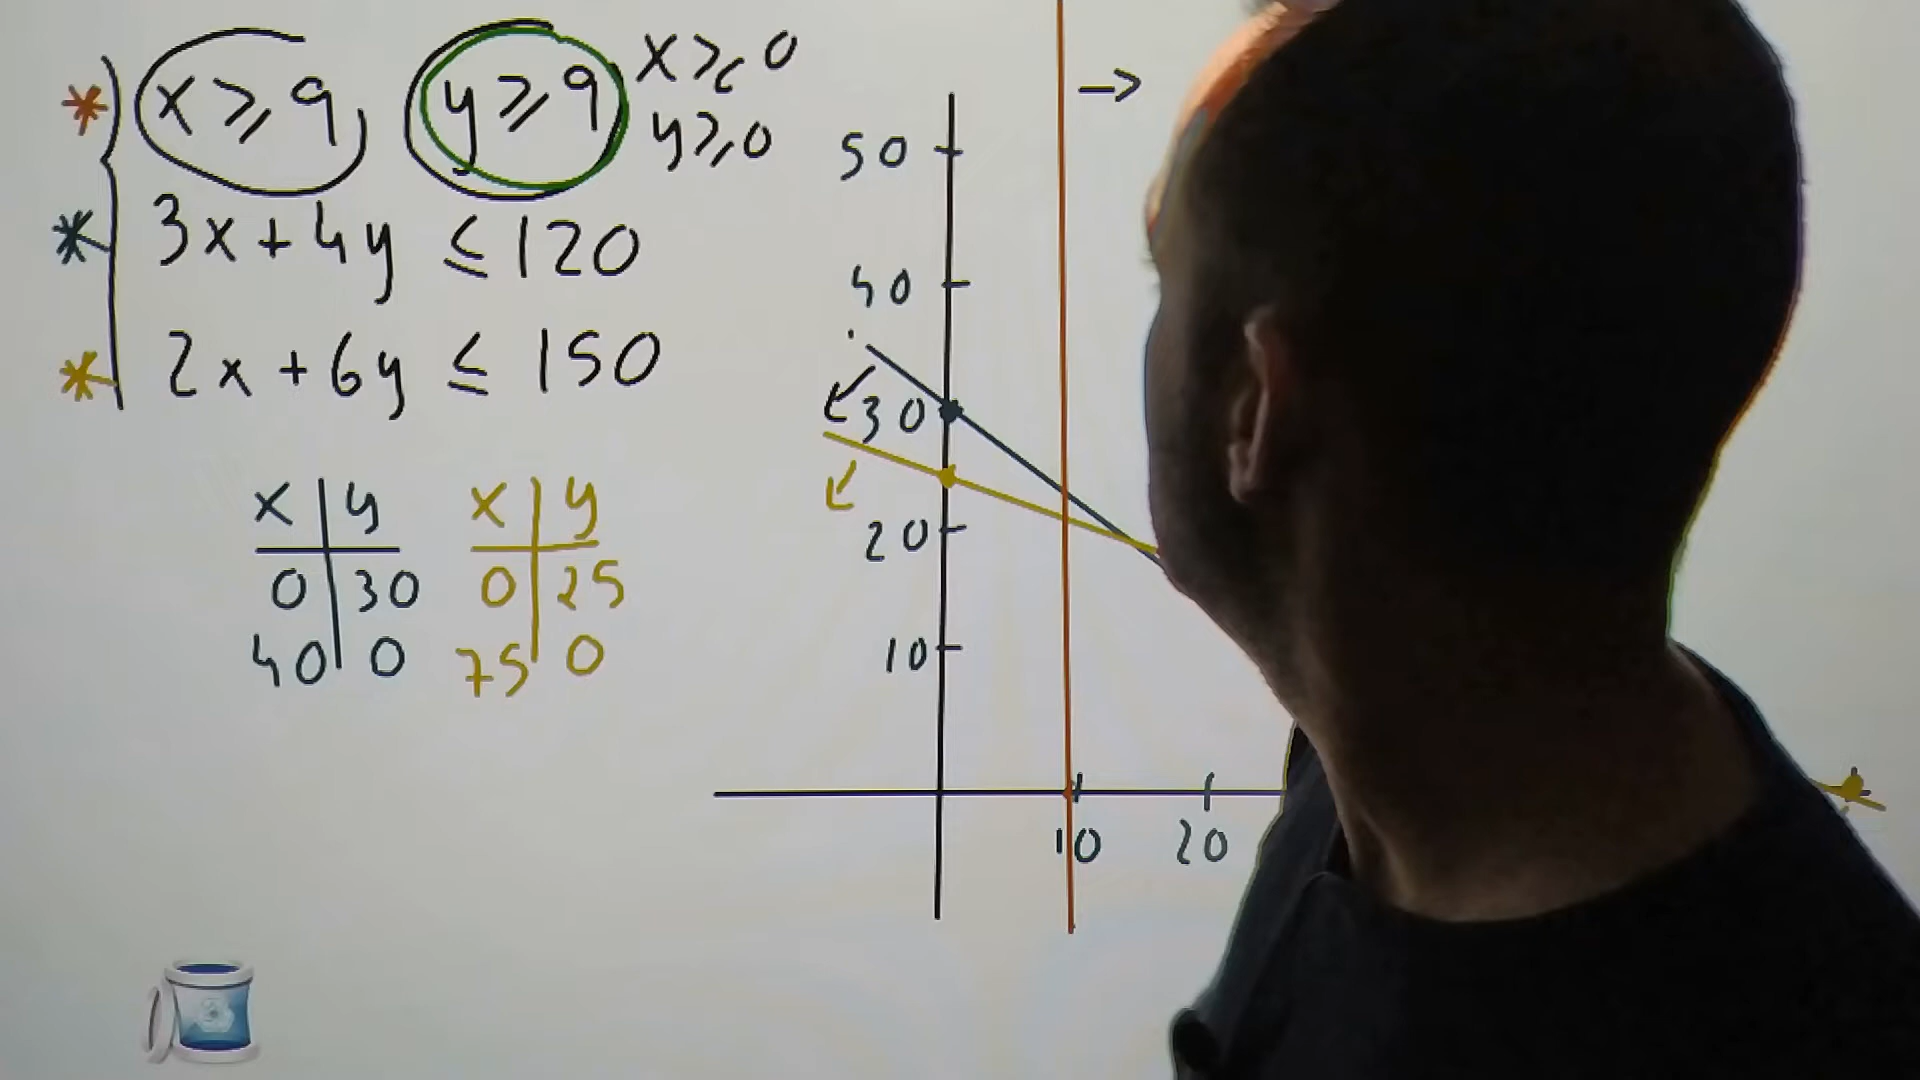 * x ≥ 9, y ≥ 9 x ≥ 0
y ≥ 0
* 3x + 4y ≤ 120
* 2x + 6y ≤ 150
x | y
0 | 30
40 | 0
x | y
0 | 25
75 | 0
50
40
30
20
10
10 20